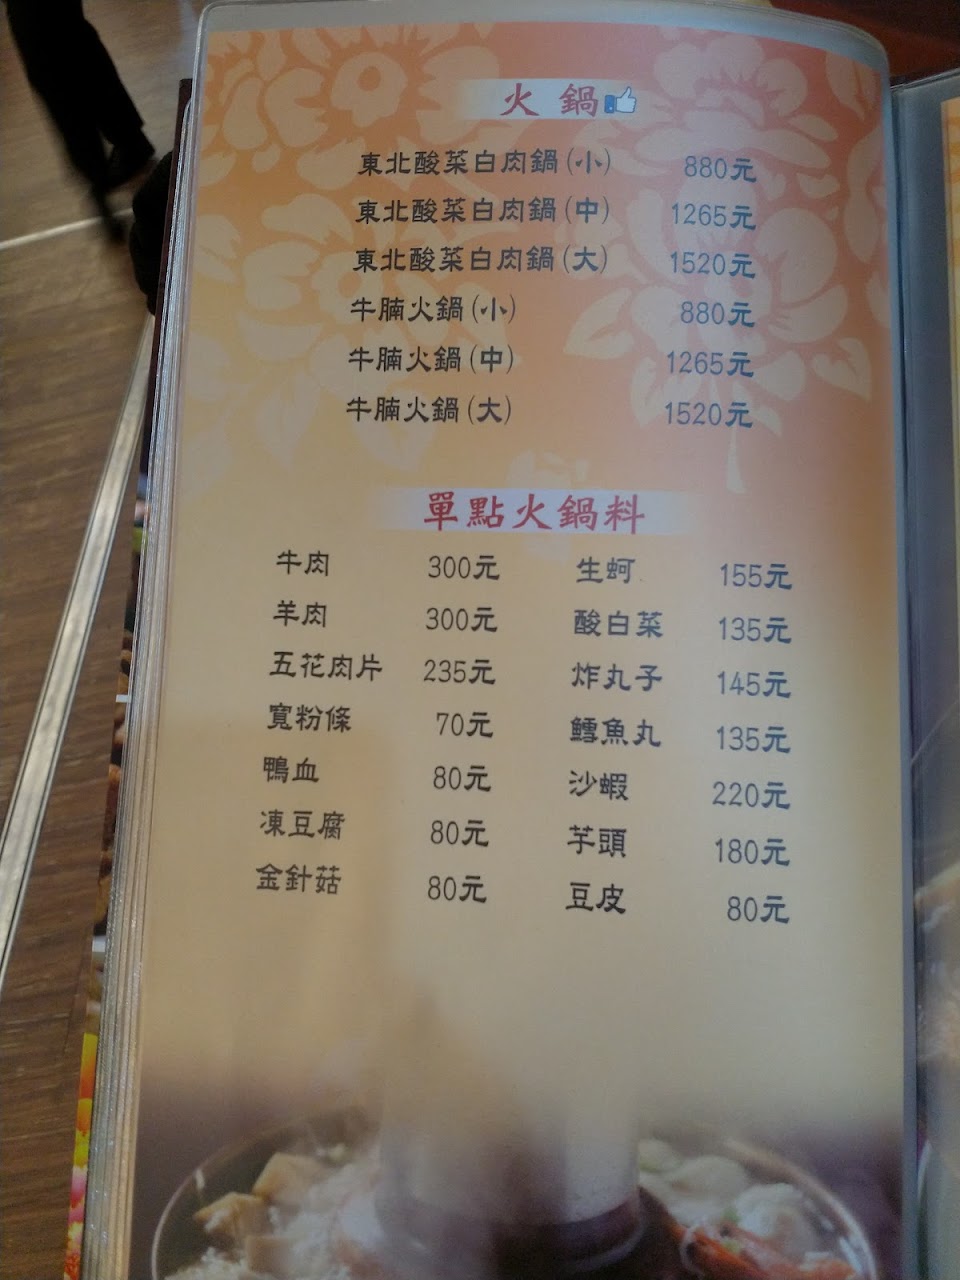 火鍋
東北酸菜白肉鍋(小) 880元
東北酸菜白肉鍋(中) 1265元
東北酸菜白肉鍋(大) 1520元
牛腩火鍋(小) 880元
牛腩火鍋(中) 1265元
牛腩火鍋(大) 1520元
單點火鍋料
牛肉 300元 生蚵 155元
羊肉 300元 酸白菜 135元
五花肉片 235元 炸丸子 145元
寬粉條 70元 鱈魚丸 135元
鴨血 80元 沙蝦 220元
凍豆腐 80元 芋頭 180元
金針菇 80元 豆皮 80元